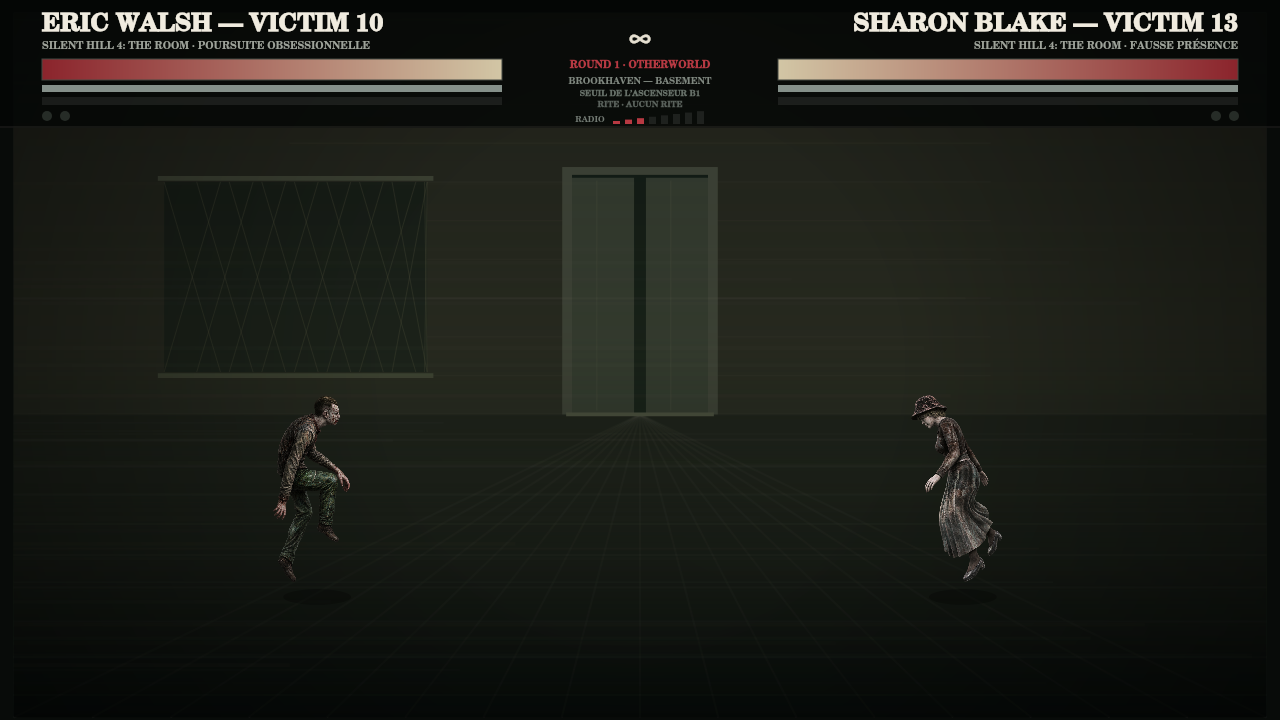 ERIC WALSH — VICTIM 10
SILENT HILL 4: THE ROOM · POURSUITE OBSESSIONNELLE
∞
ROUND 1 · OTHERWORLD
BROOKHAVEN — BASEMENT
SEUIL DE L'ASCENSEUR B1
RITE · AUCUN RITE
RADIO
SHARON BLAKE — VICTIM 13
SILENT HILL 4: THE ROOM · FAUSSE PRÉSENCE